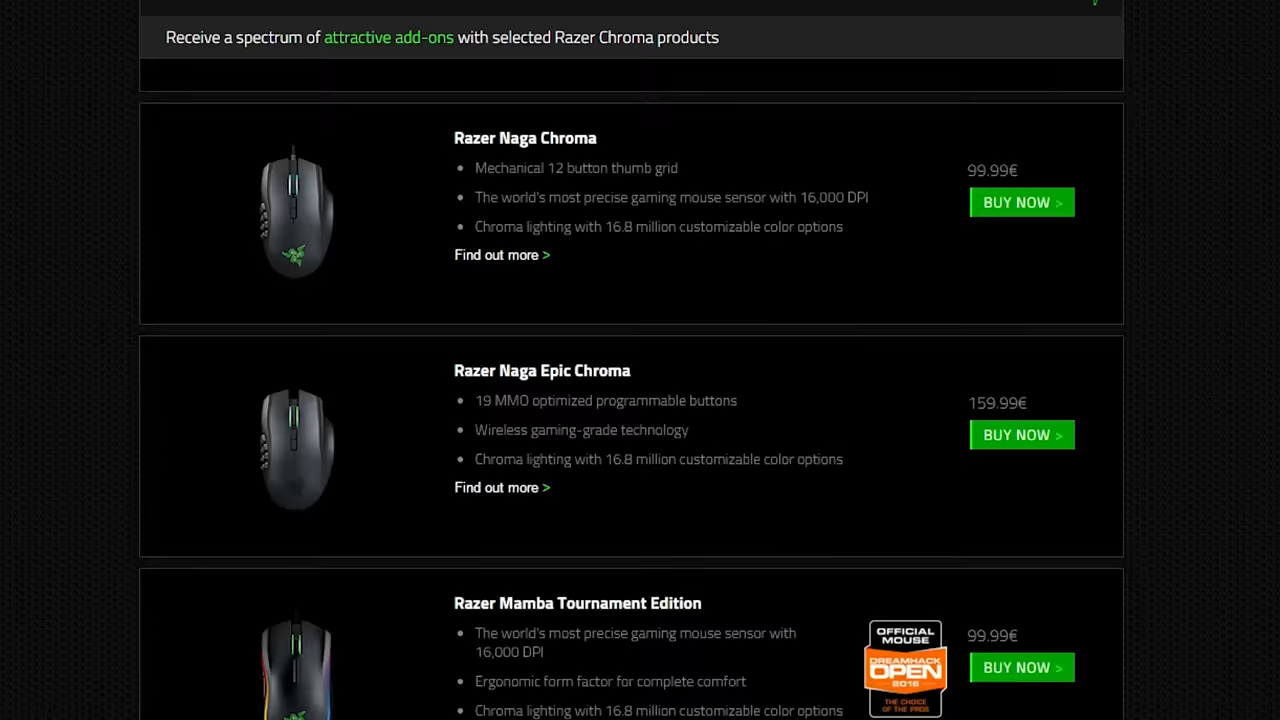 Receive a spectrum of attractive add-ons with selected Razer Chroma products
Razer Naga Chroma
Mechanical 12 button thumb grid
The world's most precise gaming mouse sensor with 16,000 DPI
Chroma lighting with 16.8 million customizable color options
Find out more >
99.99€
BUY NOW >
Razer Naga Epic Chroma
19 MMO optimized programmable buttons
Wireless gaming-grade technology
Chroma lighting with 16.8 million customizable color options
Find out more >
159.99€
BUY NOW >
Razer Mamba Tournament Edition
The world's most precise gaming mouse sensor with
16,000 DPI
Ergonomic form factor for complete comfort
Chroma lighting with 16.8 million customizable color options
OFFICIAL
MOUSE
DREAMHACK
OPEN
2016
THE CHOICE
OF THE PROS
99.99€
BUY NOW >